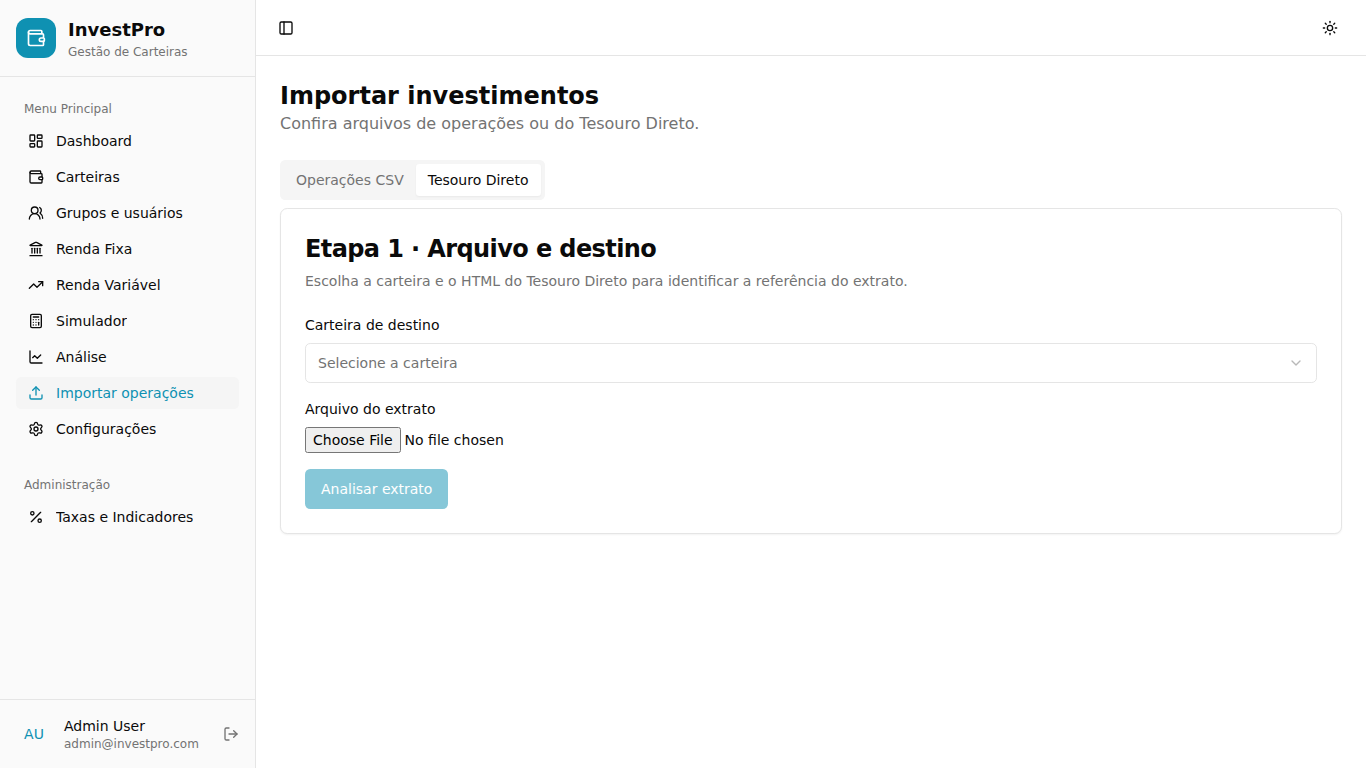 InvestPro
Gestão de Carteiras
Menu Principal
Dashboard
Carteiras
Grupos e usuários
Renda Fixa
Renda Variável
Simulador
Análise
Importar operações
Configurações
Administração
Taxas e Indicadores
AU
Admin User
admin@investpro.com
Importar investimentos
Confira arquivos de operações ou do Tesouro Direto.
Operações CSV
Tesouro Direto
Etapa 1 · Arquivo e destino
Escolha a carteira e o HTML do Tesouro Direto para identificar a referência do extrato.
Carteira de destino
Selecione a carteira
Arquivo do extrato
Choose File No file chosen
Analisar extrato